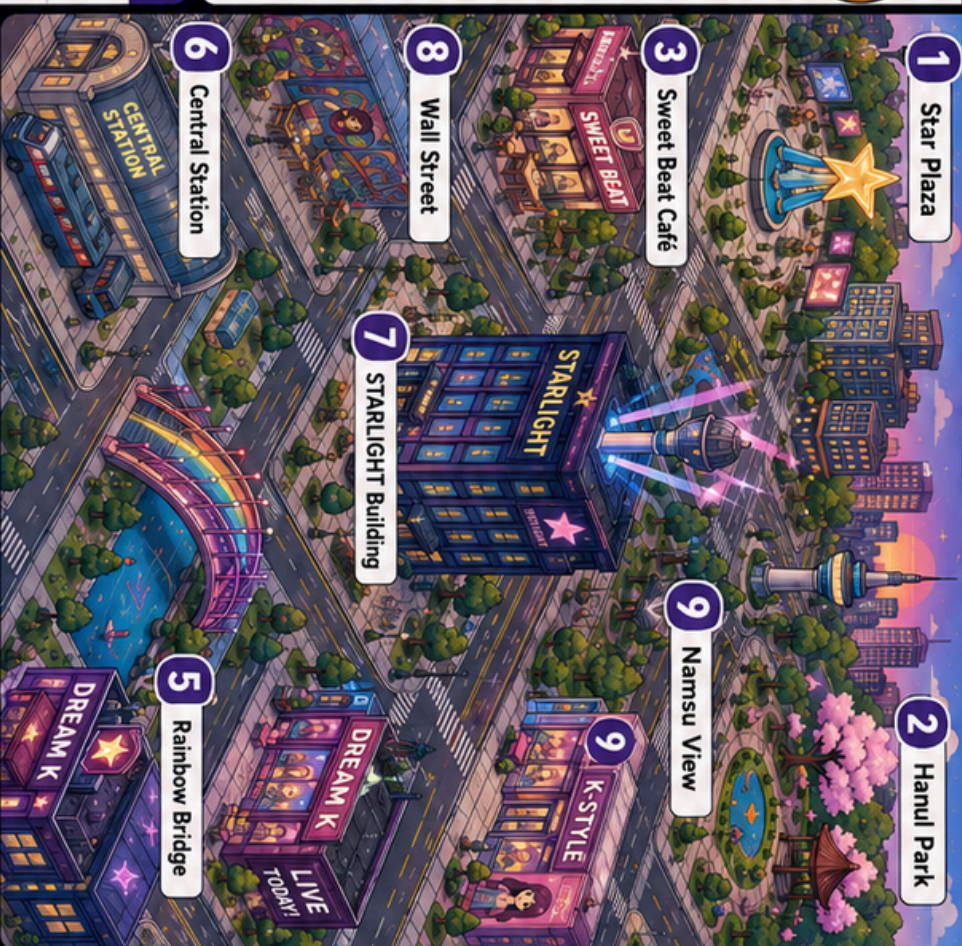 1 Star Plaza
2 Hanul Park
3 Sweet Beat Café
SWEET BEAT
9 Namsu View
8 Wall Street
STARLIGHT
7 STARLIGHT Building
9
K·STYLE
6 Central Station
CENTRAL
STATION
DREAM K
LIVE
TODAY!
5 Rainbow Bridge
DREAM K